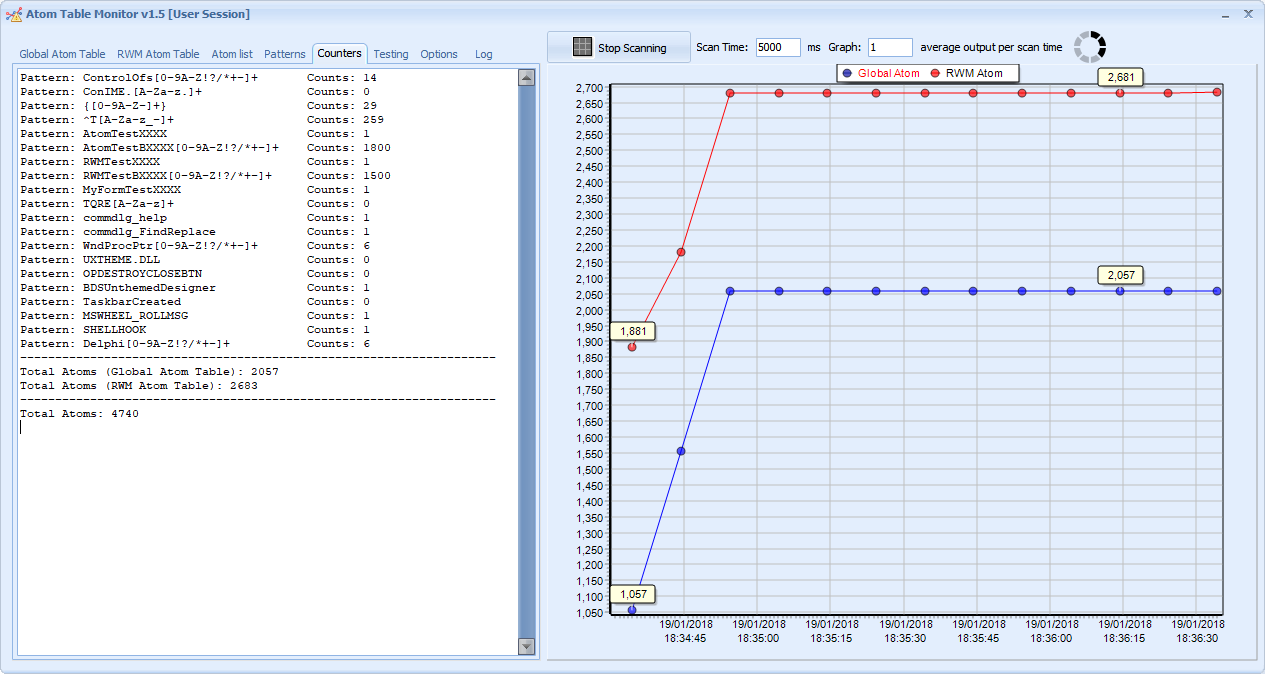 Atom Table Monitor v1.5 [User Session]
Global Atom Table RWM Atom Table Atom list Patterns Counters Testing Options Log
Stop Scanning Scan Time: 5000 ms Graph: 1 average output per scan time
Pattern: ControlOfs[0-9A-Z!?/*+-]+ Counts: 14
Pattern: ConIME.[A-Za-z.]+ Counts: 0
Pattern: {[0-9A-Z-]+} Counts: 29
Pattern: ^T[A-Za-z_-]+ Counts: 259
Pattern: AtomTestXXXX Counts: 1
Pattern: AtomTestBXXXX[0-9A-Z!?/*+-]+ Counts: 1800
Pattern: RWMTestXXXX Counts: 1
Pattern: RWMTestBXXXX[0-9A-Z!?/*+-]+ Counts: 1500
Pattern: MyFormTestXXXX Counts: 1
Pattern: TQRE[A-Za-z]+ Counts: 0
Pattern: commdlg_help Counts: 1
Pattern: commdlg_FindReplace Counts: 1
Pattern: WndProcPtr[0-9A-Z!?/*+-]+ Counts: 6
Pattern: UXTHEME.DLL Counts: 0
Pattern: OPDESTROYCLOSEBTN Counts: 0
Pattern: BDSUnthemedDesigner Counts: 1
Pattern: TaskbarCreated Counts: 0
Pattern: MSWHEEL_ROLLMSG Counts: 1
Pattern: SHELLHOOK Counts: 1
Pattern: Delphi[0-9A-Z!?/*+-]+ Counts: 6
--------------------------------------------------------------------
Total Atoms (Global Atom Table): 2057
Total Atoms (RWM Atom Table): 2683
--------------------------------------------------------------------
Total Atoms: 4740
Global Atom RWM Atom
2,681
2,057
1,881
1,057
2,700
2,650
2,600
2,550
2,500
2,450
2,400
2,350
2,300
2,250
2,200
2,150
2,100
2,050
2,000
1,950
1,900
1,850
1,800
1,750
1,700
1,650
1,600
1,550
1,500
1,450
1,400
1,350
1,300
1,250
1,200
1,150
1,100
1,050
19/01/2018 19/01/2018 19/01/2018 19/01/2018 19/01/2018 19/01/2018 19/01/2018 19/01/2018
18:34:45 18:35:00 18:35:15 18:35:30 18:35:45 18:36:00 18:36:15 18:36:30